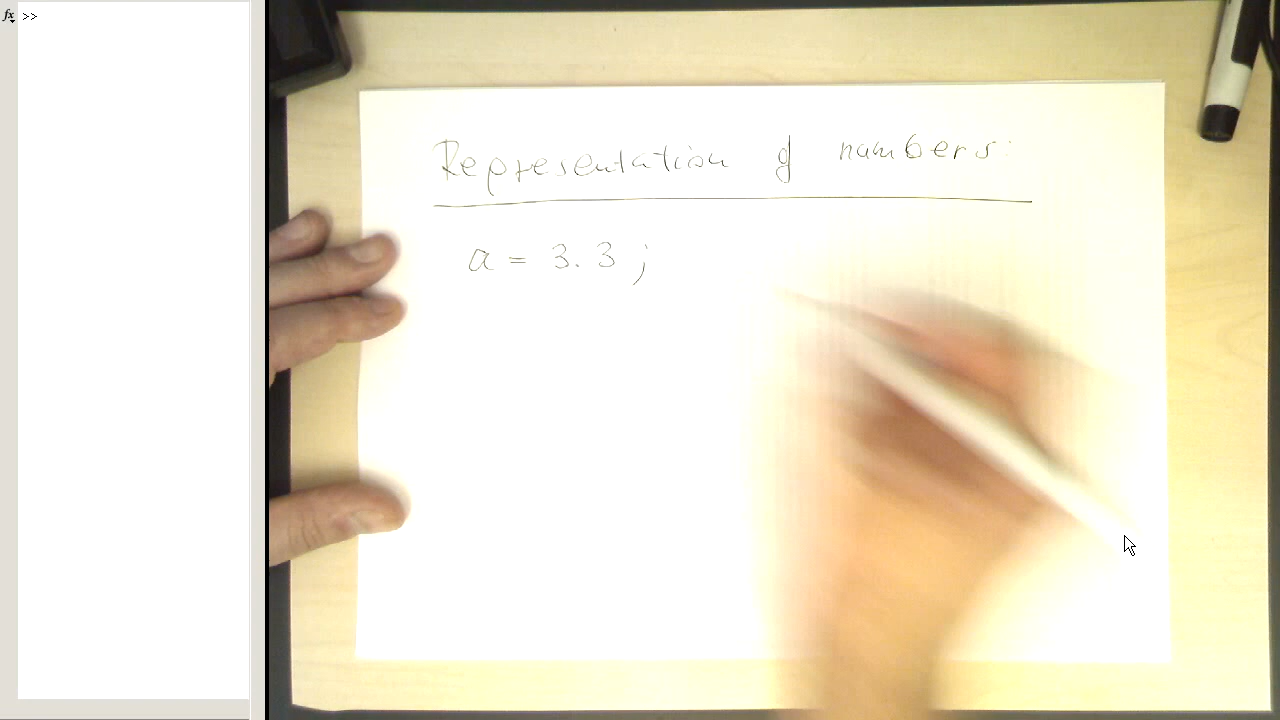 fx >>
Representation of numbers:
a = 3.3 ;